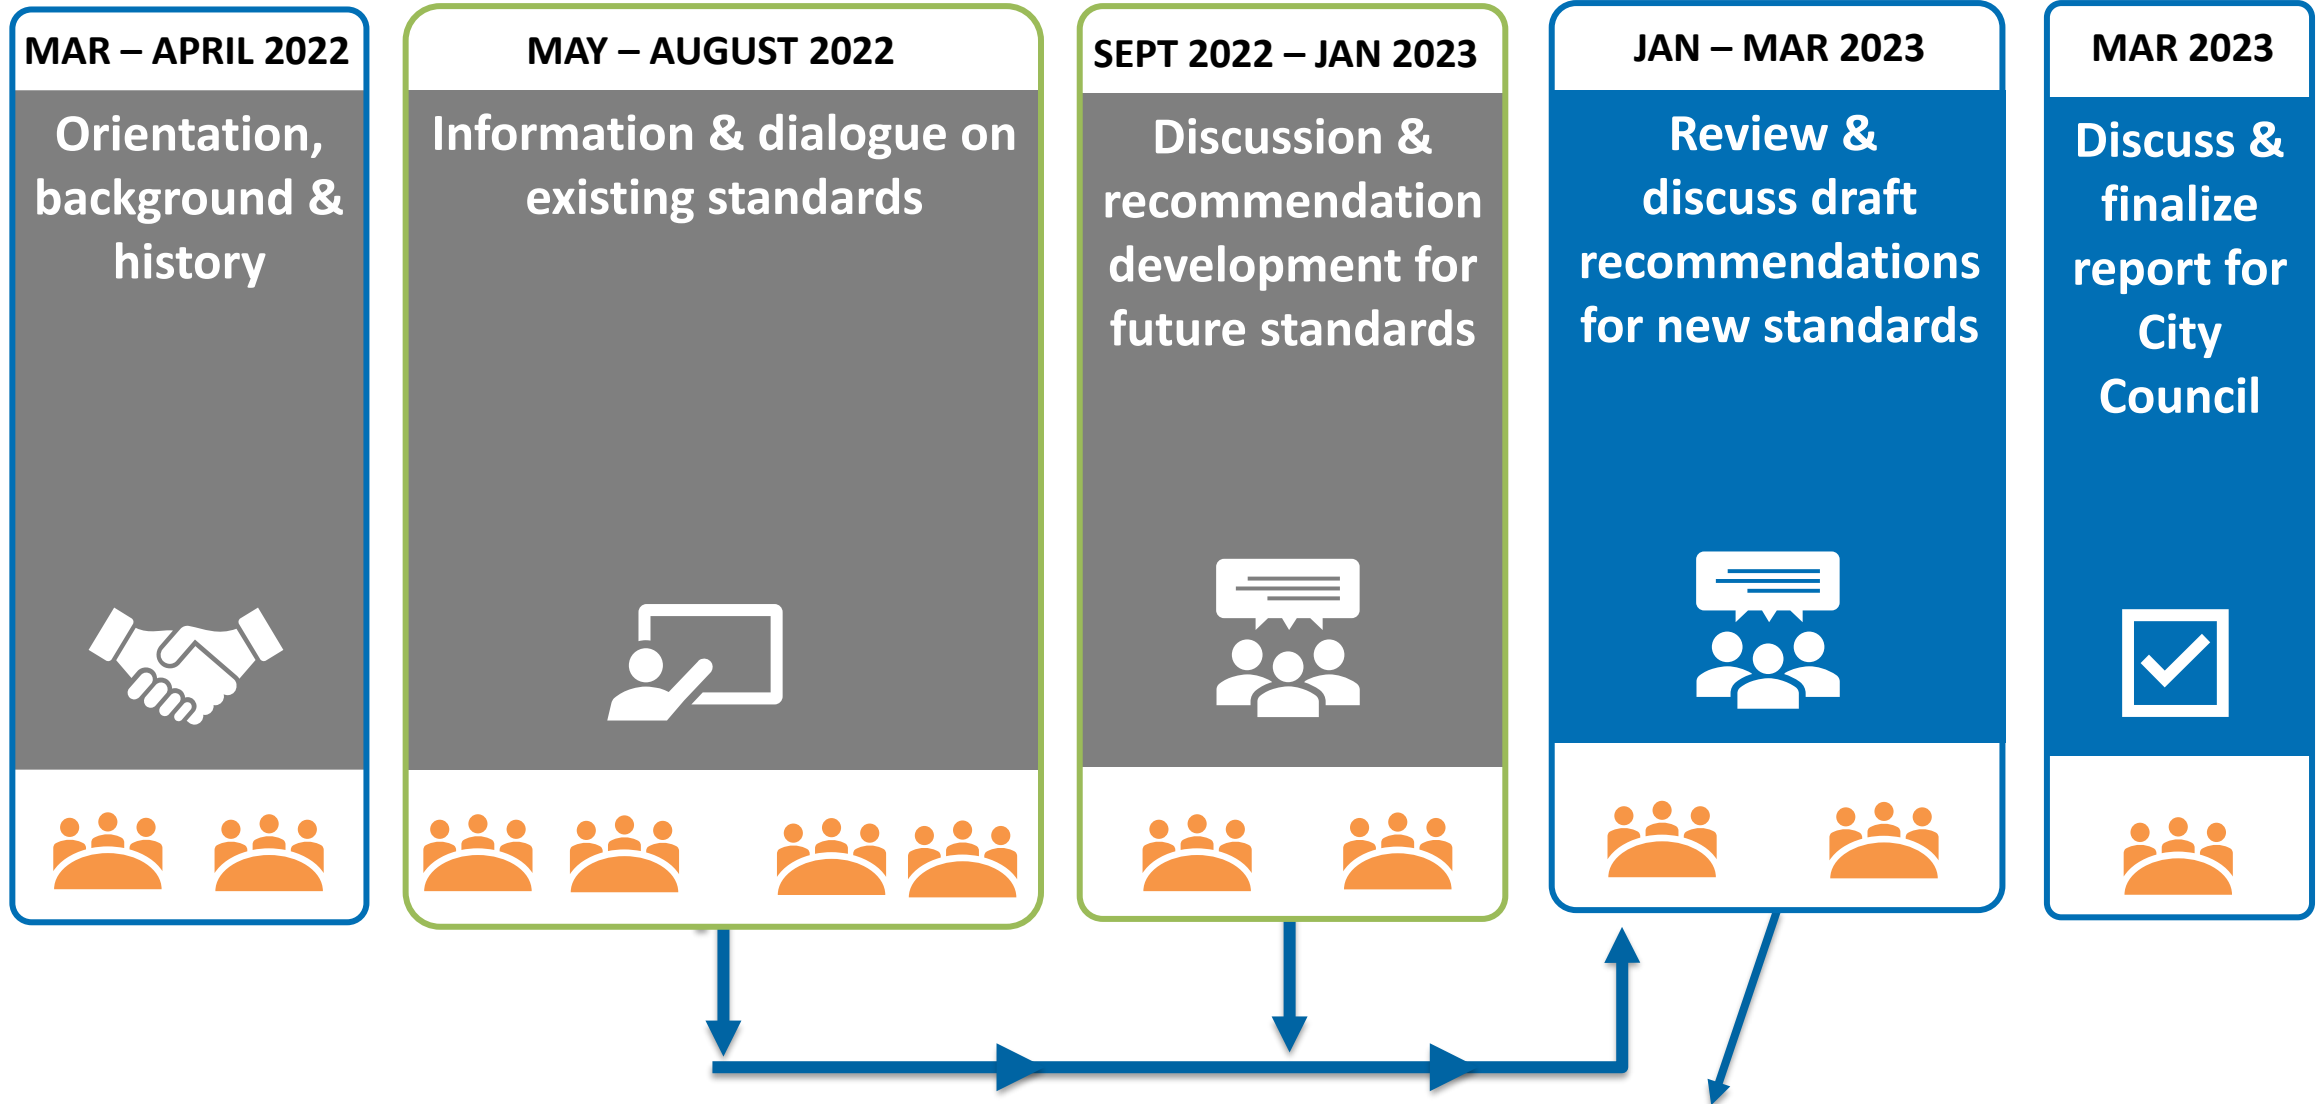 MAR – APRIL 2022
Orientation,
background &
history
MAY – AUGUST 2022
Information & dialogue on
existing standards
SEPT 2022 – JAN 2023
Discussion &
recommendation
development for
future standards
JAN – MAR 2023
Review &
discuss draft
recommendations
for new standards
MAR 2023
Discuss &
finalize
report for
City
Council